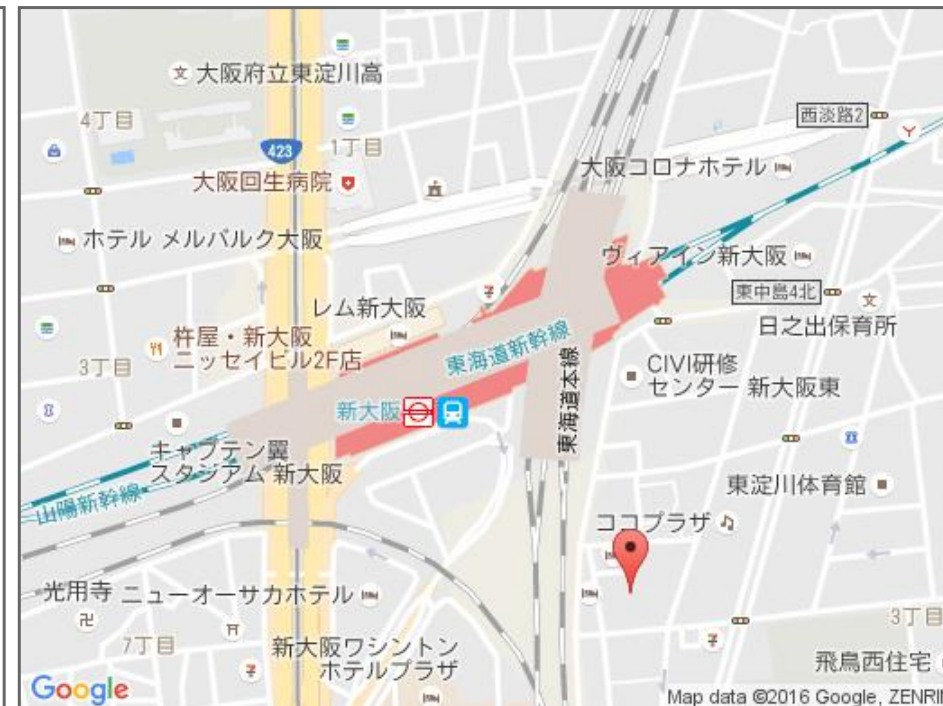 大阪府立東淀川高
4丁目
423
1丁目
大阪回生病院
西淡路2
大阪コロナホテル
ホテル メルパルク大阪
ヴィアイン新大阪
レム新大阪
東中島4北
日之出保育所
杵屋・新大阪
ニッセイビル2F店
3丁目
東海道新幹線
CIVI研修
センター 新大阪東
新大阪
東海道本線
キャプテン翼
スタジアム 新大阪
東淀川体育館
山陽新幹線
ココプラザ
光用寺
ニューオーサカホテル
3丁目
7丁目
新大阪ワシントン
ホテルプラザ
飛鳥西住宅
Google
Map data ©2016 Google, ZENRI